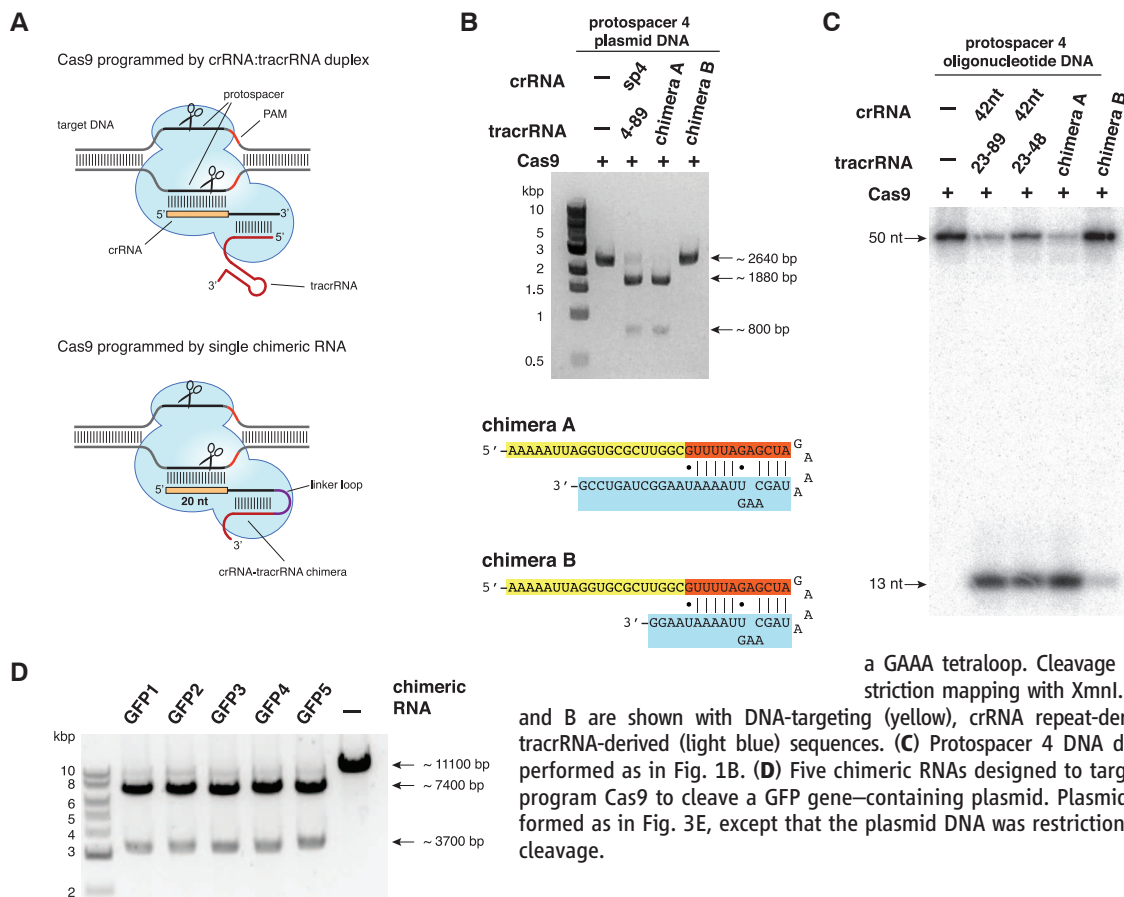 A
Cas9 programmed by crRNA:tracrRNA duplex
protospacer
PAM
target DNA
5'
3'
5'
crRNA
3'
tracrRNA
Cas9 programmed by single chimeric RNA
linker loop
5'
20 nt
3'
crRNA-tracrRNA chimera
B
protospacer 4
plasmid DNA
crRNA – sp4 chimera A chimera B
tracrRNA – 4-89
Cas9 + + + +
kbp
10
5
3
2
1.5
1
0.5
~ 2640 bp
~ 1880 bp
~ 800 bp
chimera A
5'-AAAAAUUAGGUGCGCUUGGCGUUUUAGAGCUA
G
A
A
A
3'-GCCUGAUCGGAAUAAAAUU CGAU
GAA
chimera B
5'-AAAAAUUAGGUGCGCUUGGCGUUUUAGAGCUA
G
A
A
A
3'-GGAAUAAAAUU CGAU
GAA
C
protospacer 4
oligonucleotide DNA
crRNA – 42nt 42nt chimera A chimera B
tracrRNA – 23-89 23-48
Cas9 + + + + +
50 nt
13 nt
D
GFP1 GFP2 GFP3 GFP4 GFP5 – chimeric
RNA
kbp
10
8
6
5
4
3
2
~ 11100 bp
~ 7400 bp
~ 3700 bp
a GAAA tetraloop. Cleavage
striction mapping with XmnI.
and B are shown with DNA-targeting (yellow), crRNA repeat-der
tracrRNA-derived (light blue) sequences. (C) Protospacer 4 DNA d
performed as in Fig. 1B. (D) Five chimeric RNAs designed to targ
program Cas9 to cleave a GFP gene–containing plasmid. Plasmid
formed as in Fig. 3E, except that the plasmid DNA was restriction
cleavage.